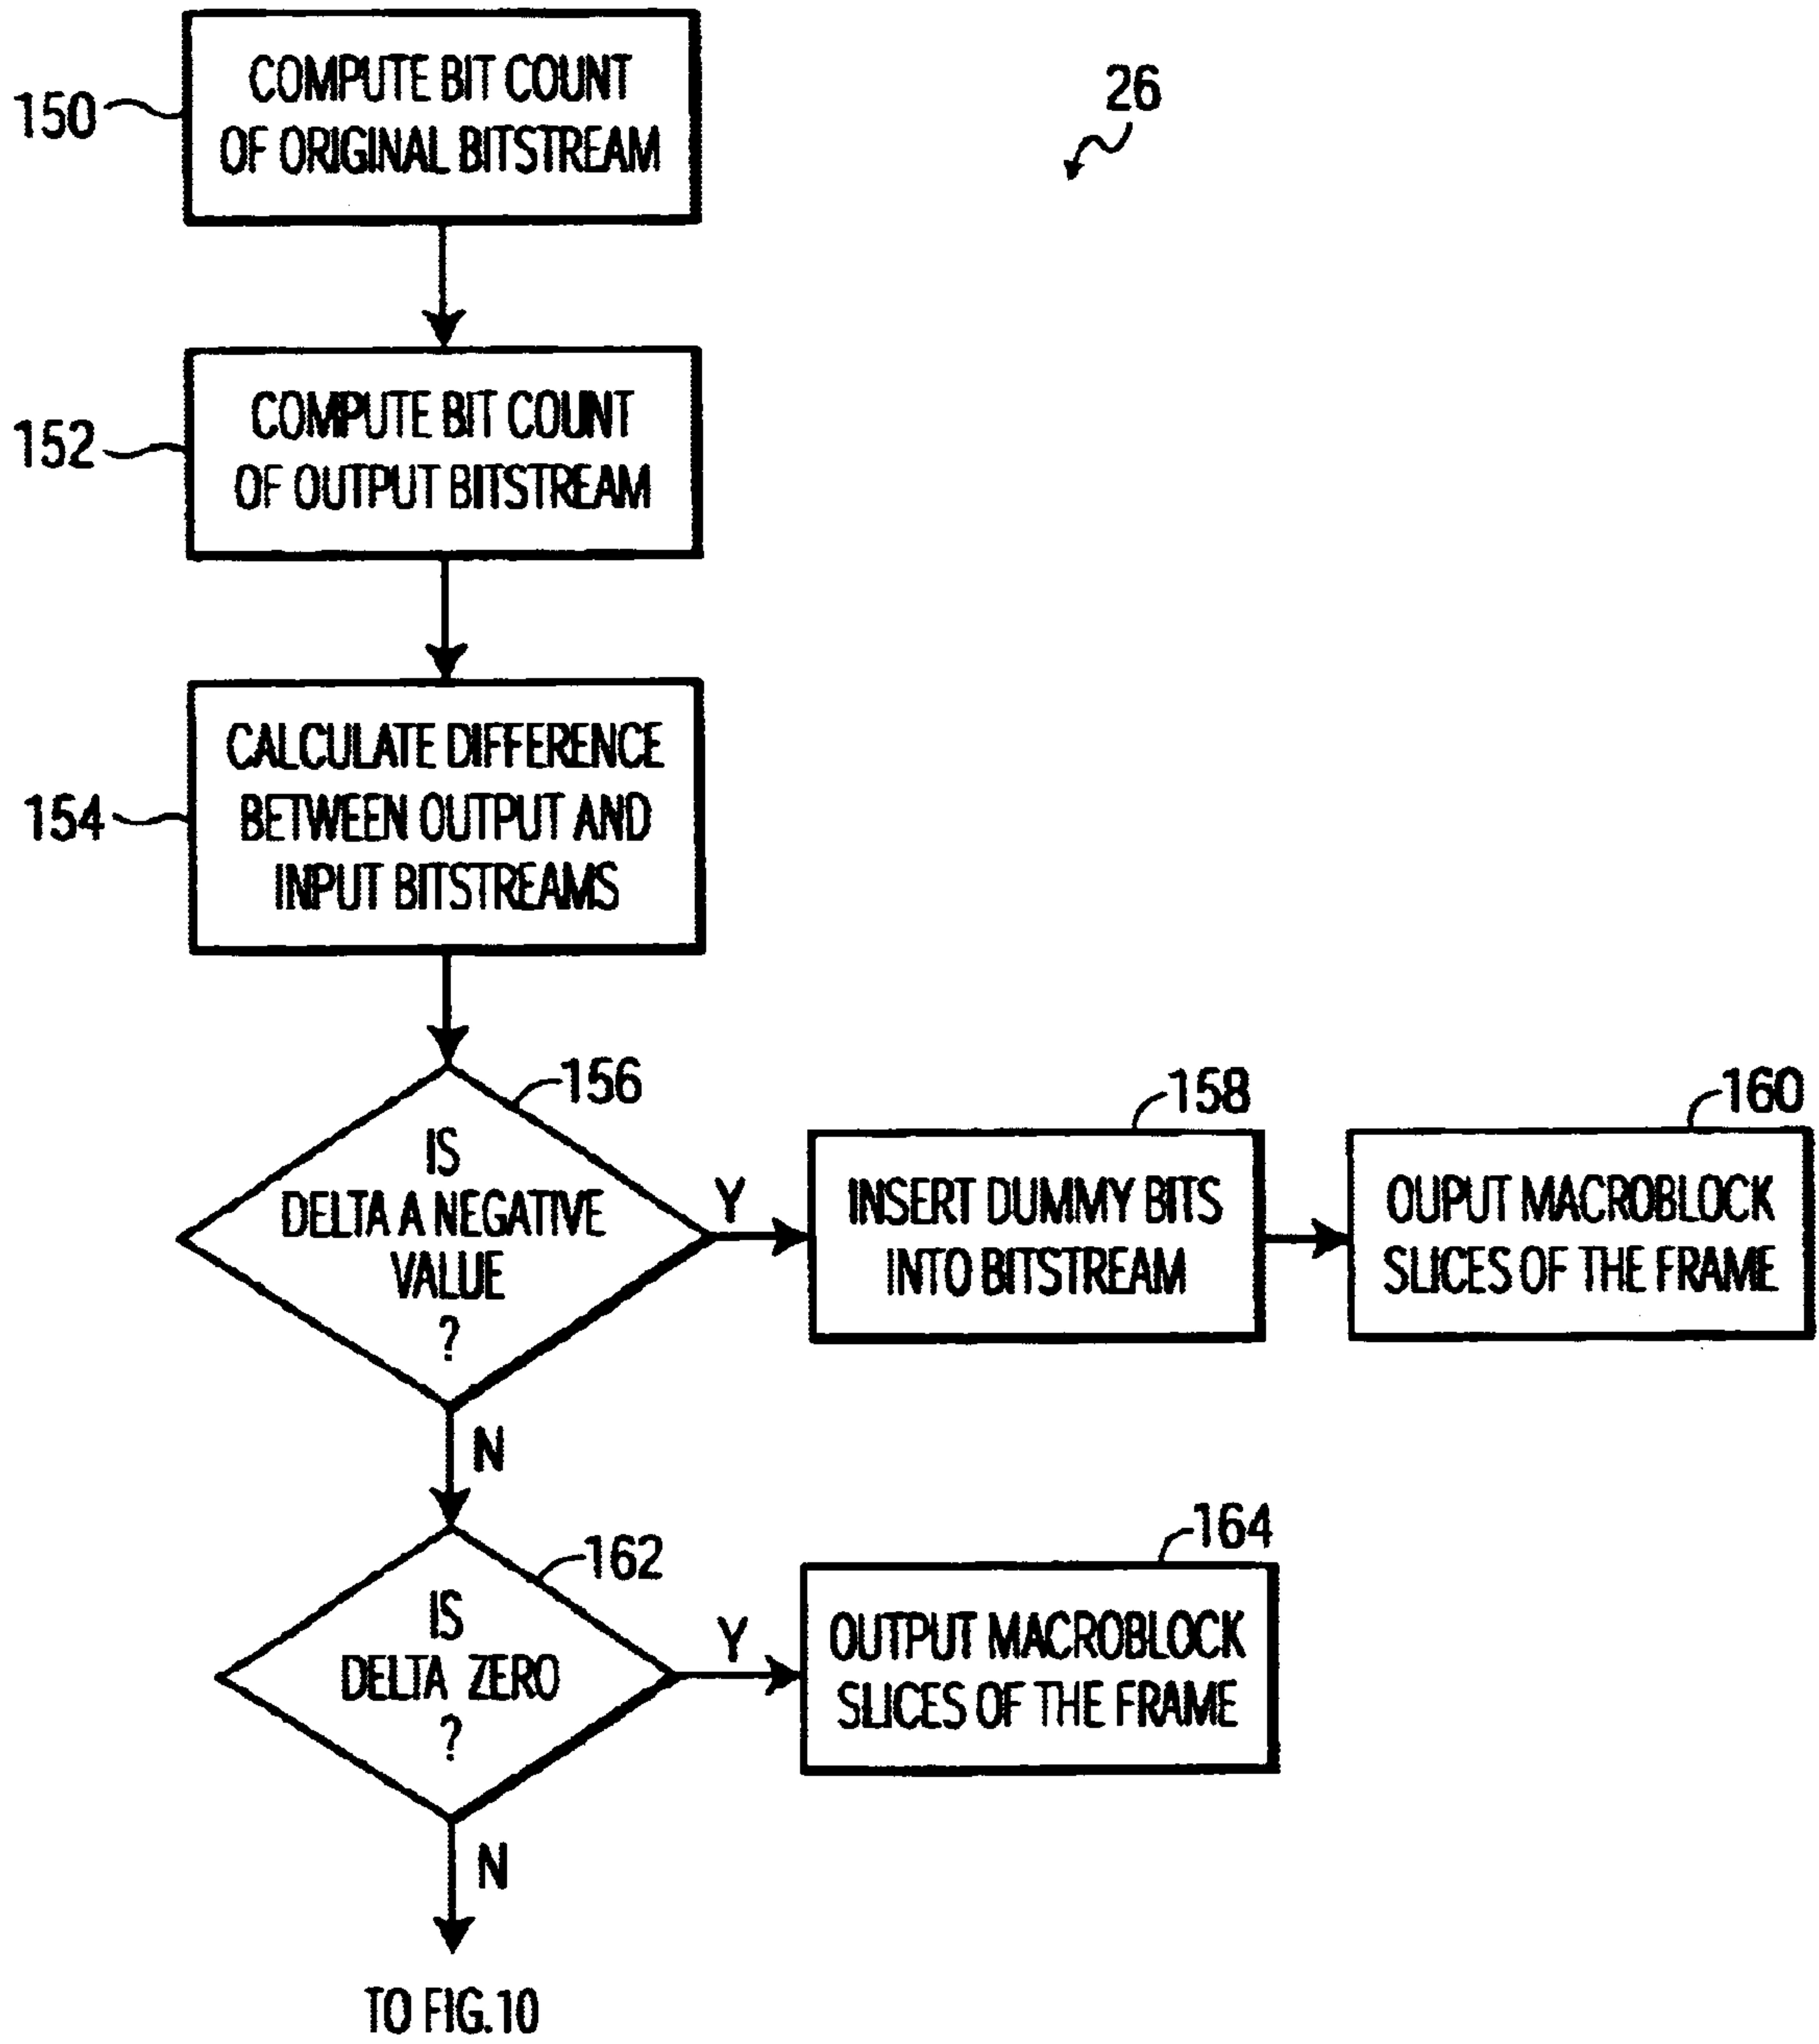 COMPUTE BIT COUNT
OF ORIGINAL BITSTREAM
150
26
COMPUTE BIT COUNT
OF OUTPUT BITSTREAM
152
CALCULATE DIFFERENCE
BETWEEN OUTPUT AND
INPUT BITSTREAMS
154
156
IS
DELTA A NEGATIVE
VALUE
?
Y
158
INSERT DUMMY BITS
INTO BITSTREAM
160
OUPUT MACROBLOCK
SLICES OF THE FRAME
N
162
IS
DELTA ZERO
?
Y
164
OUTPUT MACROBLOCK
SLICES OF THE FRAME
N
TO FIG.10